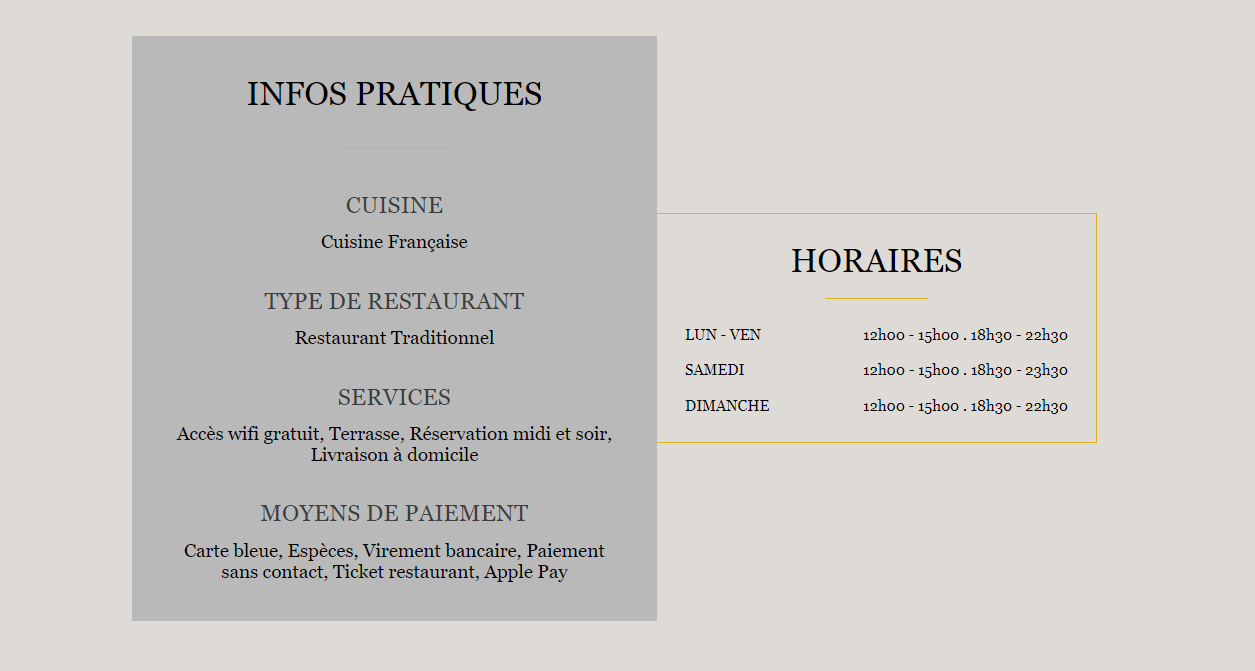 INFOS PRATIQUES
CUISINE
Cuisine Française
TYPE DE RESTAURANT
Restaurant Traditionnel
SERVICES
Accès wifi gratuit, Terrasse, Réservation midi et soir,
Livraison à domicile
MOYENS DE PAIEMENT
Carte bleue, Espèces, Virement bancaire, Paiement
sans contact, Ticket restaurant, Apple Pay
HORAIRES
LUN - VEN 12h00 - 15h00 . 18h30 - 22h30
SAMEDI 12h00 - 15h00 . 18h30 - 23h30
DIMANCHE 12h00 - 15h00 . 18h30 - 22h30